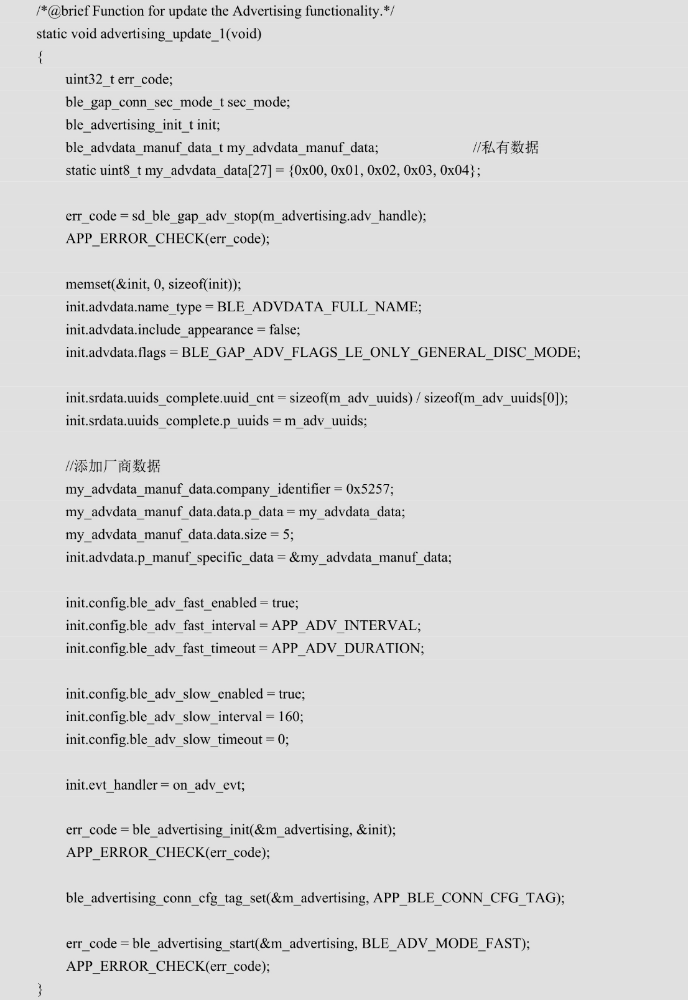 /*@brief Function for update the Advertising functionality.*/
static void advertising_update_1(void)
{
uint32_t err_code;
ble_gap_conn_sec_mode_t sec_mode;
ble_advertising_init_t init;
ble_advdata_manuf_data_t my_advdata_manuf_data; //私有数据
static uint8_t my_advdata_data[27] = {0x00, 0x01, 0x02, 0x03, 0x04};
err_code = sd_ble_gap_adv_stop(m_advertising.adv_handle);
APP_ERROR_CHECK(err_code);
memset(&init, 0, sizeof(init));
init.advdata.name_type = BLE_ADVDATA_FULL_NAME;
init.advdata.include_appearance = false;
init.advdata.flags = BLE_GAP_ADV_FLAGS_LE_ONLY_GENERAL_DISC_MODE;
init.srdata.uuids_complete.uuid_cnt = sizeof(m_adv_uuids) / sizeof(m_adv_uuids[0]);
init.srdata.uuids_complete.p_uuids = m_adv_uuids;
//添加厂商数据
my_advdata_manuf_data.company_identifier = 0x5257;
my_advdata_manuf_data.data.p_data = my_advdata_data;
my_advdata_manuf_data.data.size = 5;
init.advdata.p_manuf_specific_data = &my_advdata_manuf_data;
init.config.ble_adv_fast_enabled = true;
init.config.ble_adv_fast_interval = APP_ADV_INTERVAL;
init.config.ble_adv_fast_timeout = APP_ADV_DURATION;
init.config.ble_adv_slow_enabled = true;
init.config.ble_adv_slow_interval = 160;
init.config.ble_adv_slow_timeout = 0;
init.evt_handler = on_adv_evt;
err_code = ble_advertising_init(&m_advertising, &init);
APP_ERROR_CHECK(err_code);
ble_advertising_conn_cfg_tag_set(&m_advertising, APP_BLE_CONN_CFG_TAG);
err_code = ble_advertising_start(&m_advertising, BLE_ADV_MODE_FAST);
APP_ERROR_CHECK(err_code);
}